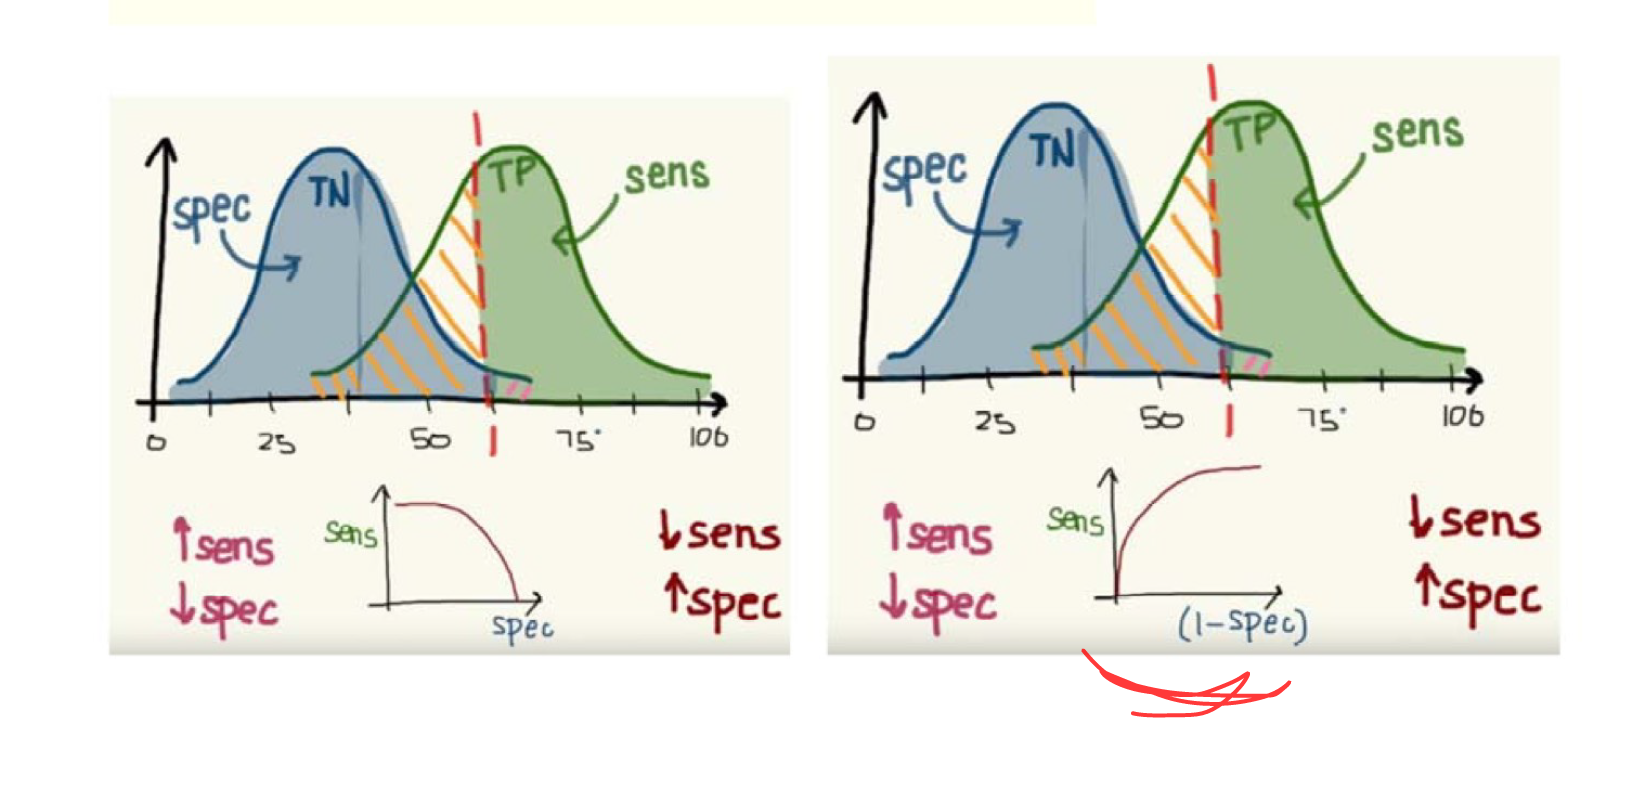 TN
TP
sens
spec
0 25 50 75 100
↑sens
↓spec
sens
spec
↓sens
↑spec
TN
TP
sens
spec
0 25 50 75 100
↑sens
↓spec
sens
(1-spec)
↓sens
↑spec